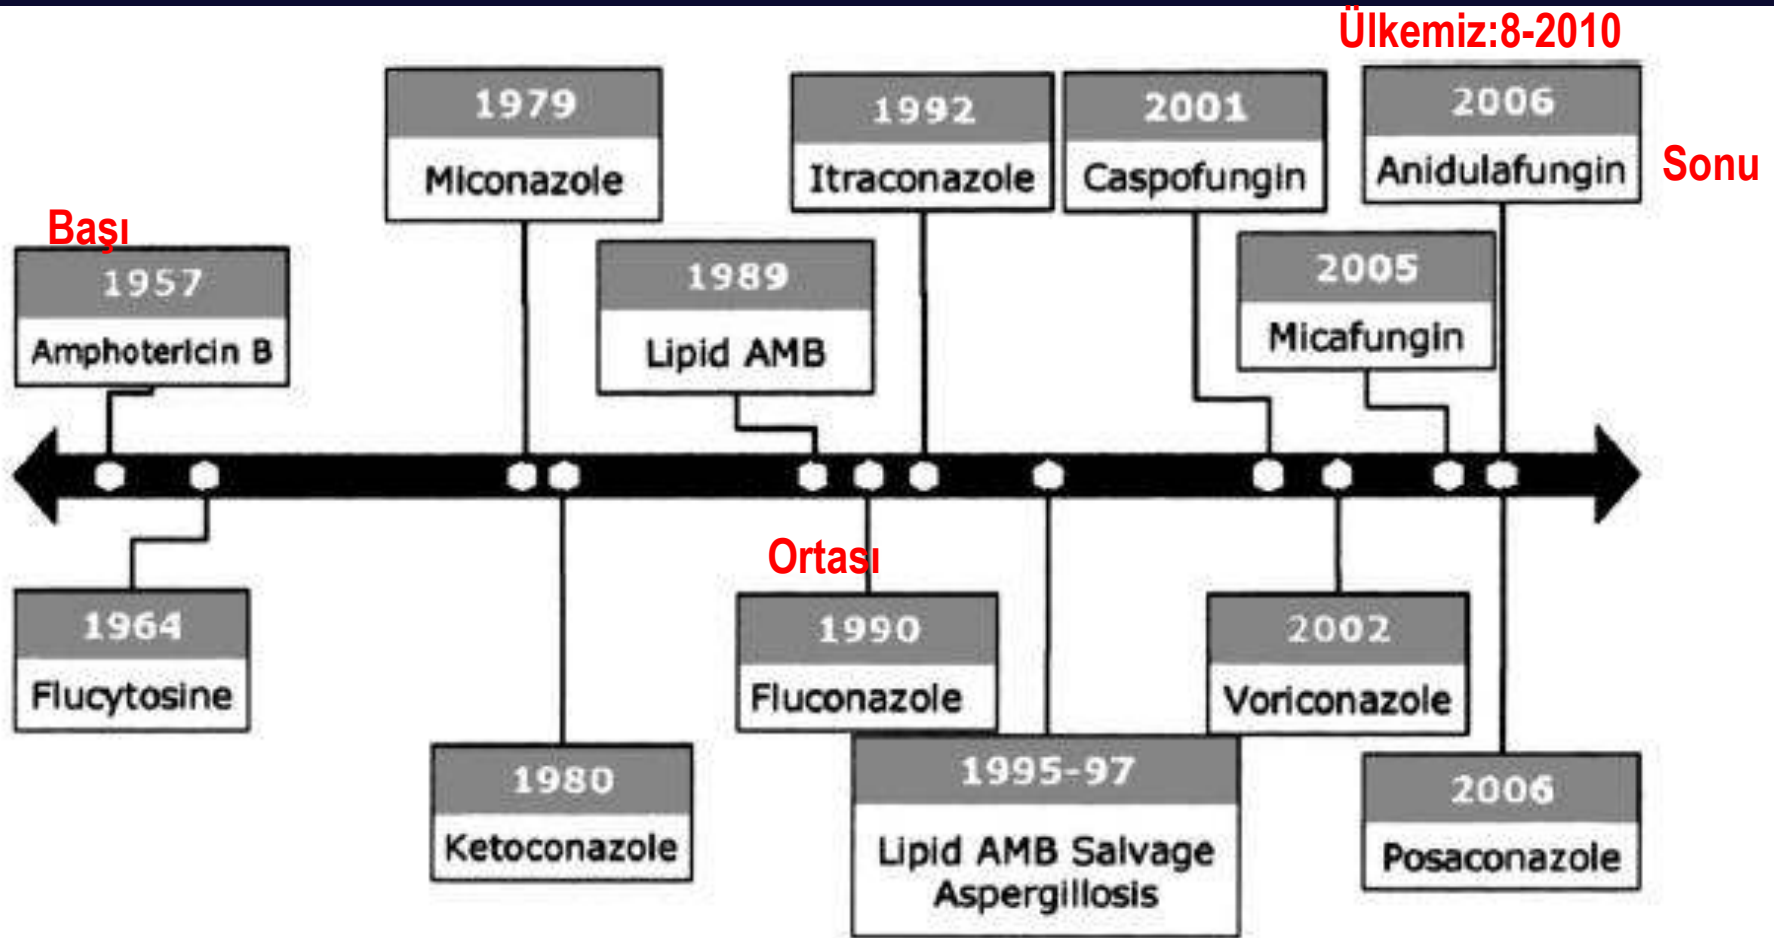 Ülkemiz:8-2010
1979
Miconazole
1992
Itraconazole
2001
Caspofungin
2006
Anidulafungin
Sonu
Başı
1957
Amphotericin B
1989
Lipid AMB
2005
Micafungin
Ortası
1964
Flucytosine
1990
Fluconazole
2002
Voriconazole
1980
Ketoconazole
1995-97
Lipid AMB Salvage
Aspergillosis
2006
Posaconazole